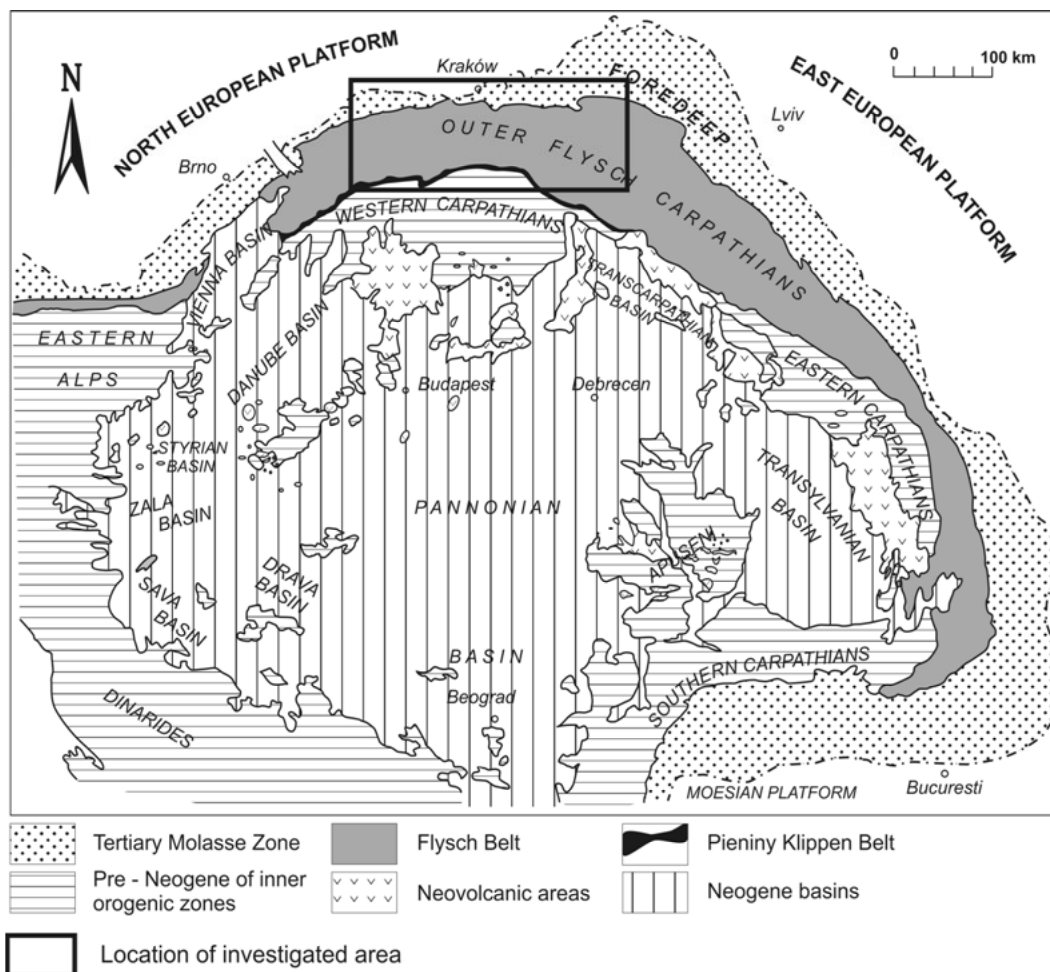 NORTH EUROPEAN PLATFORM
EAST EUROPEAN PLATFORM
N
0 100 km
Kraków
FOREDEEP
Lviv
Brno
OUTER FLYSCH CARPATHIANS
WESTERN CARPATHIANS
VIENNA BASIN
DANUBE BASIN
TRANSCARPATHIANS
BASIN
EASTERN
ALPS
Budapest
Debrecen
EASTERN CARPATHIANS
STYRIAN
BASIN
ZALA
BASIN
PANNONIAN
TRANSYLVANIAN
BASIN
APUSENI
SAVA
BASIN
DRAVA
BASIN
BASIN
Beograd
SOUTHERN CARPATHIANS
DINARIDES
MOESIAN PLATFORM
Bucuresti
Tertiary Molasse Zone
Flysch Belt
Pieniny Klippen Belt
Pre - Neogene of inner
orogenic zones
Neovolcanic areas
Neogene basins
Location of investigated area